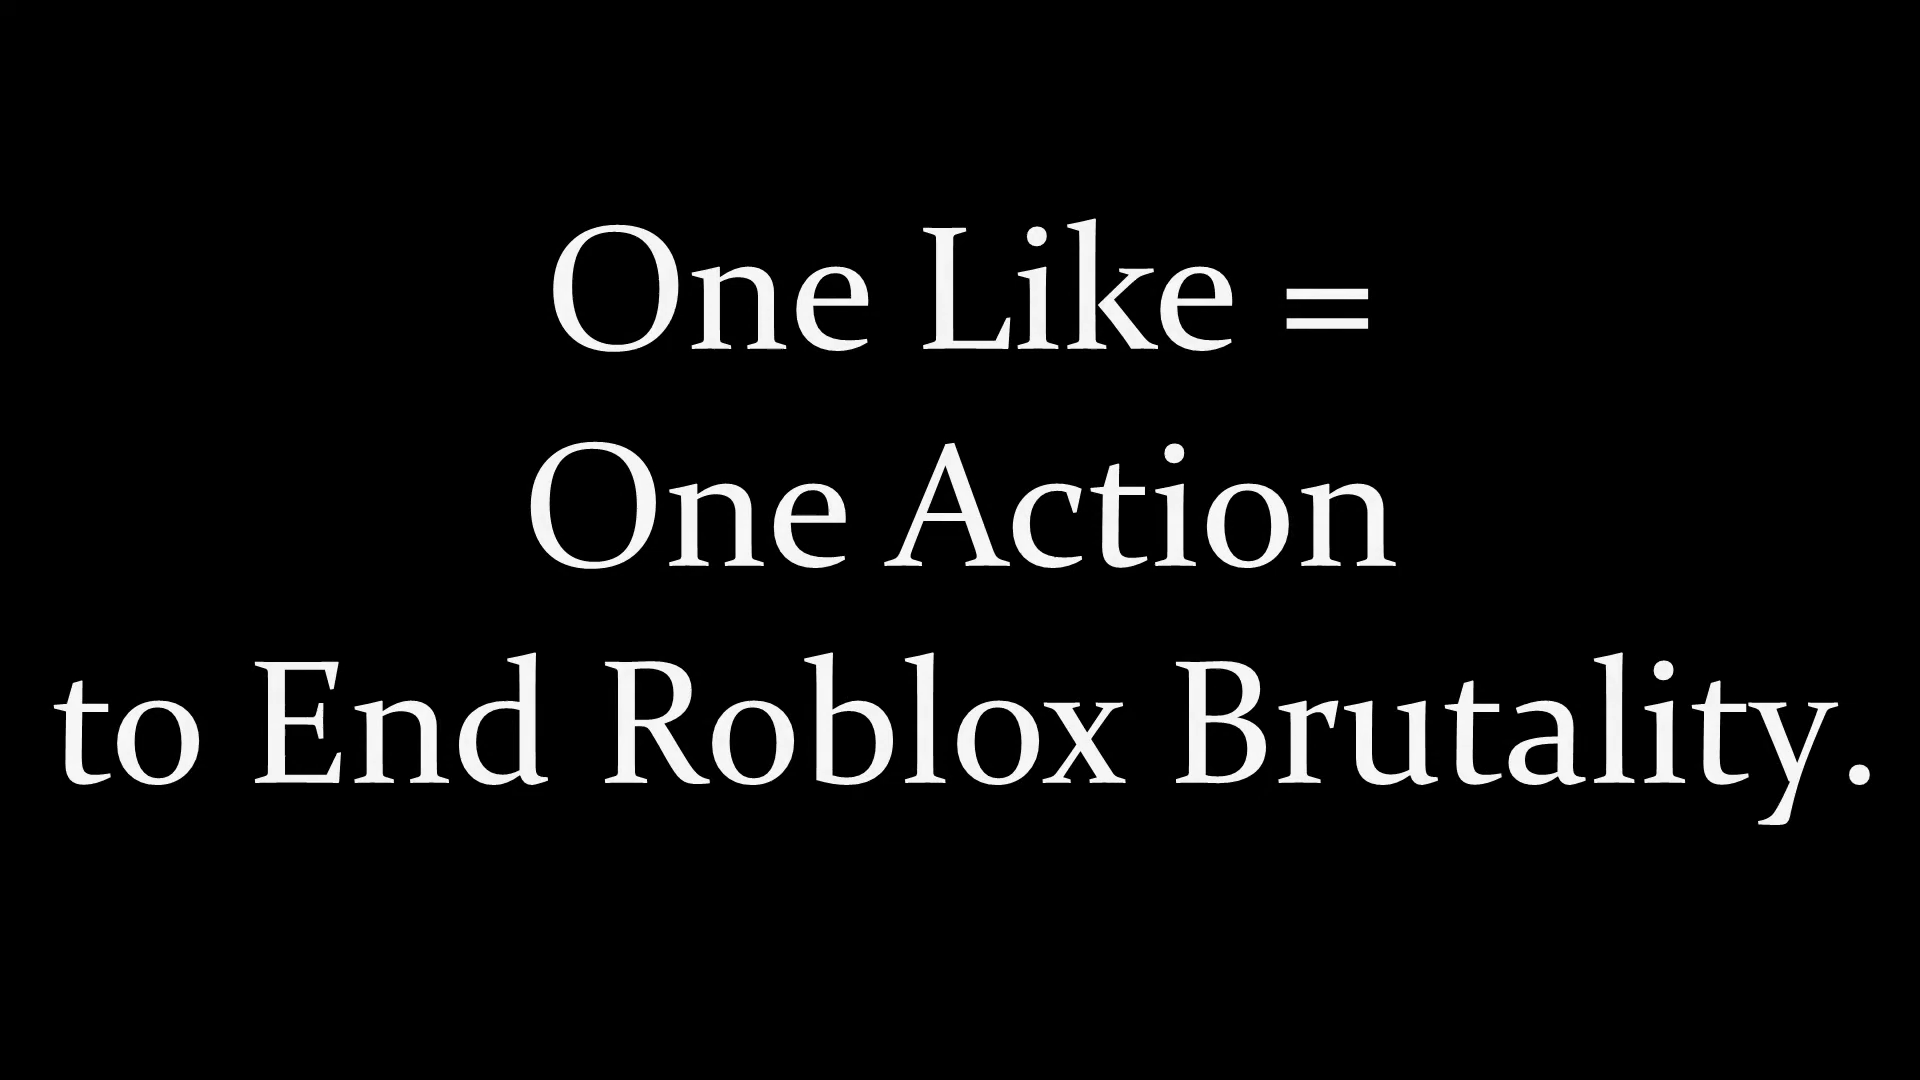 One Like =
One Action
to End Roblox Brutality.